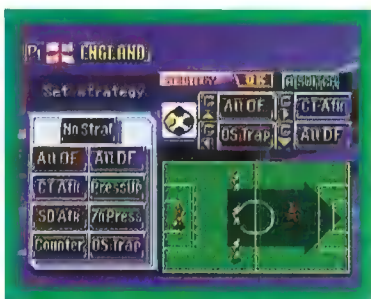 P1 ENGLAND
STRATEGY O.K.
Set strategy
C All OF C CT Atk
C OS.Trap C All DF
No Strat
All OF All DF
CT Atk PressUp
SD Atk Press
Counter OS.Trap